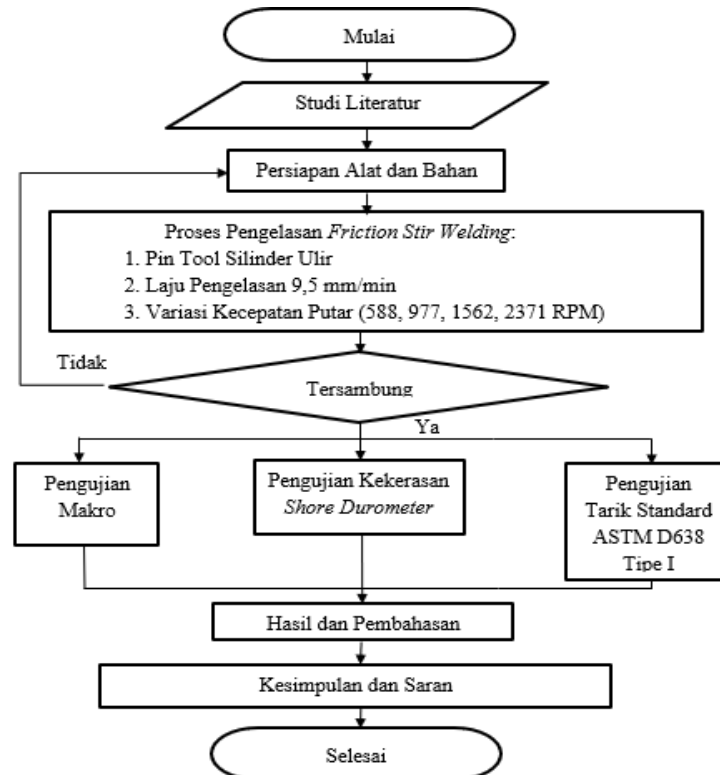 Mulai
Studi Literatur
Persiapan Alat dan Bahan
Proses Pengelasan Friction Stir Welding:
1. Pin Tool Silinder Ulir
2. Laju Pengelasan 9,5 mm/min
3. Variasi Kecepatan Putar (588, 977, 1562, 2371 RPM)
Tidak
Tersambung
Ya
Pengujian
Makro
Pengujian Kekerasan
Shore Durometer
Pengujian
Tarik Standard
ASTM D638
Tipe I
Hasil dan Pembahasan
Kesimpulan dan Saran
Selesai